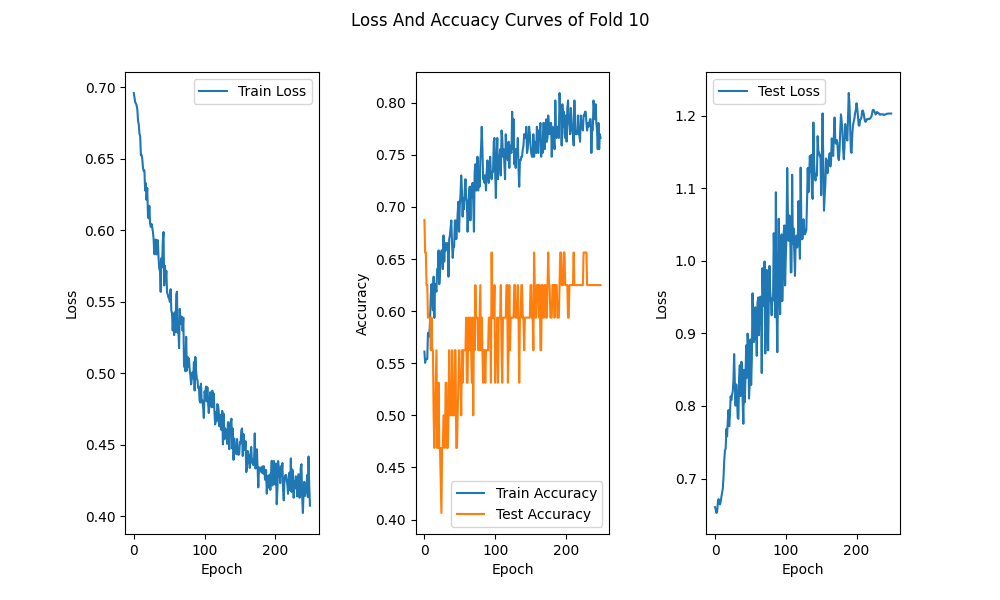 Loss And Accuacy Curves of Fold 10
0.70
0.65
0.60
0.55
0.50
0.45
0.40
Loss
0
100
200
Epoch
Train Loss
0.80
0.75
0.70
0.65
0.60
0.55
0.50
0.45
0.40
Accuracy
0
100
200
Epoch
Train Accuracy
Test Accuracy
1.2
1.1
1.0
0.9
0.8
0.7
Loss
0
100
200
Epoch
Test Loss